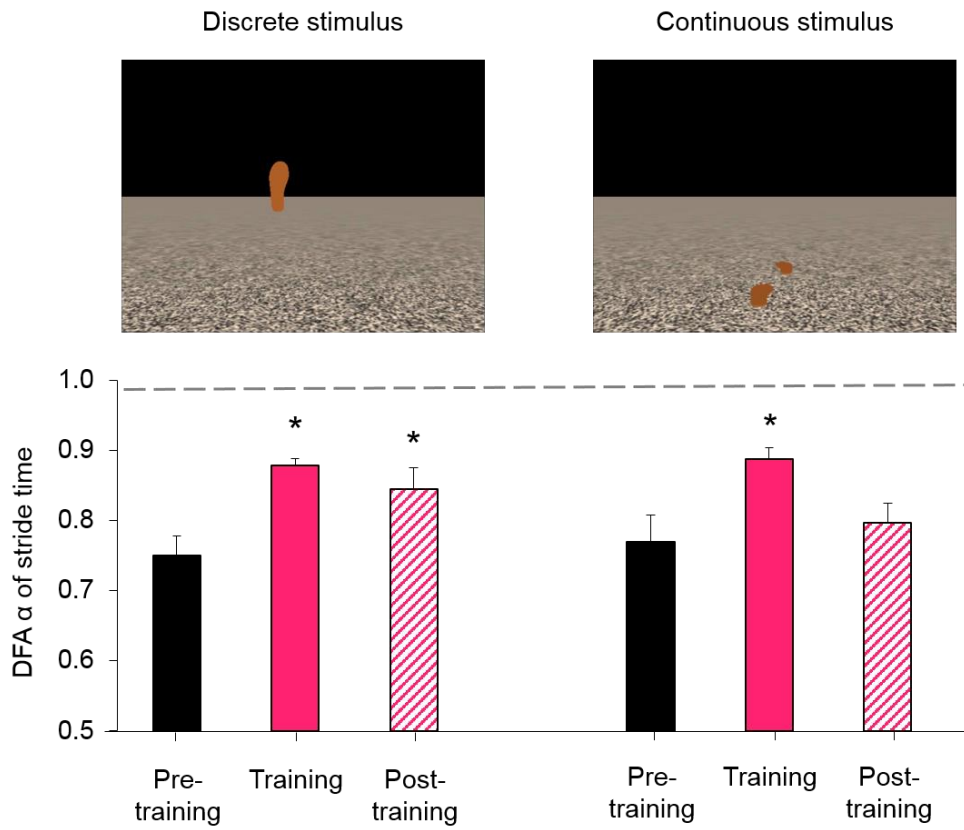 Discrete stimulus
Continuous stimulus
DFA α of stride time
1.0
0.9
0.8
0.7
0.6
0.5
*
*
*
Pre-
training
Training
Post-
training
Pre-
training
Training
Post-
training